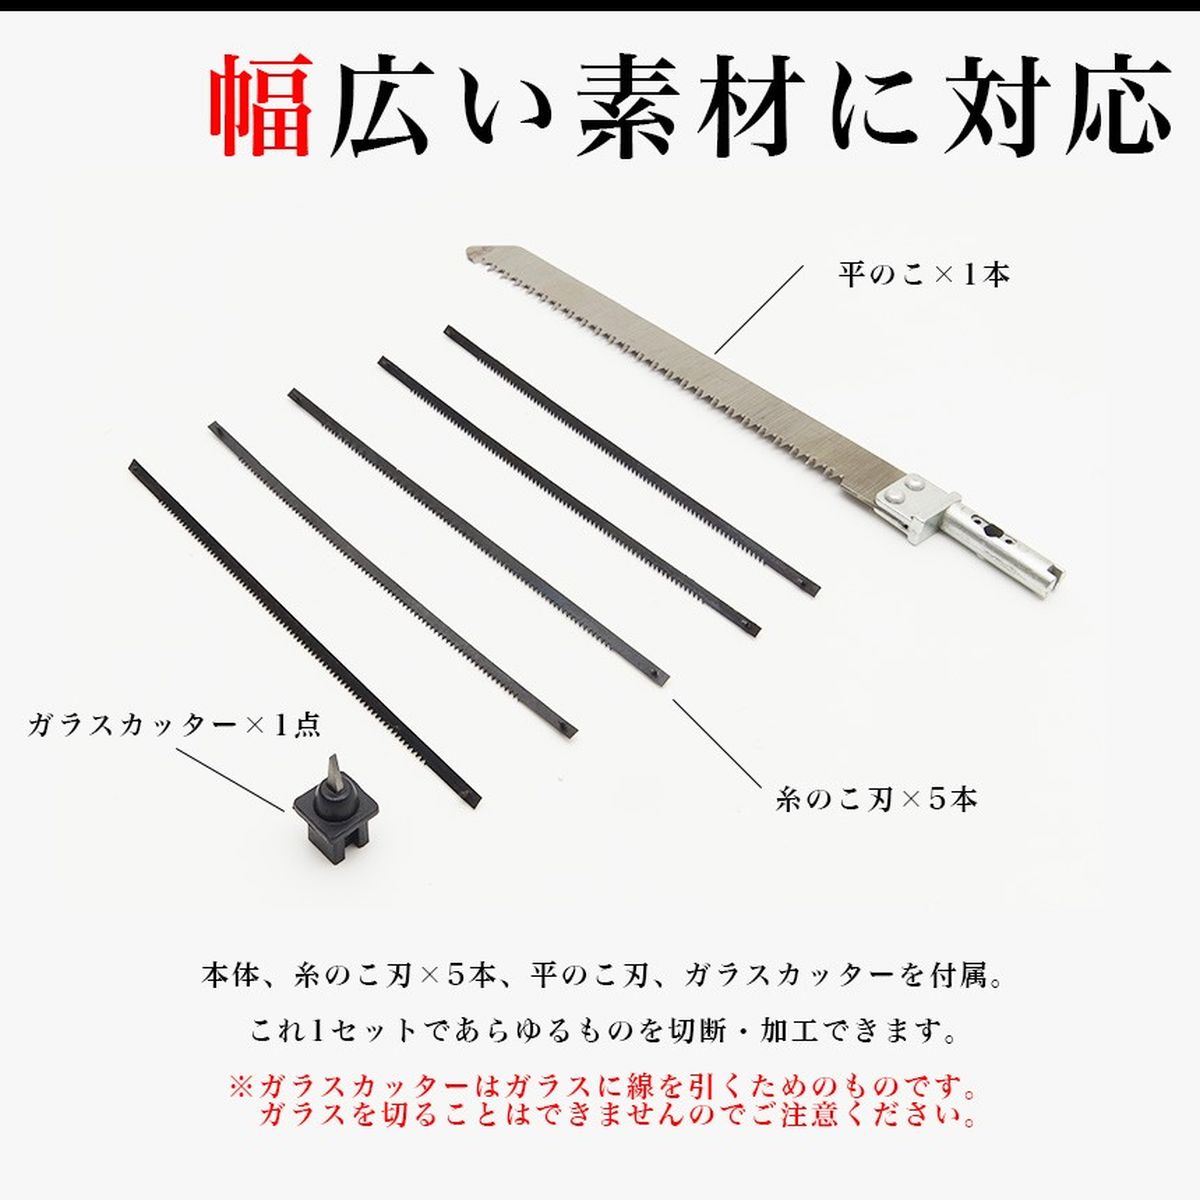 幅広い素材に対応
平のこ×1本
ガラスカッター×1点
糸のこ刃×5本
本体、糸のこ刃×5本、平のこ刃、ガラスカッターを付属。
これ1セットであらゆるものを切断・加工できます。
※ガラスカッターはガラスに線を引くためのものです。
ガラスを切ることはできませんのでご注意ください。